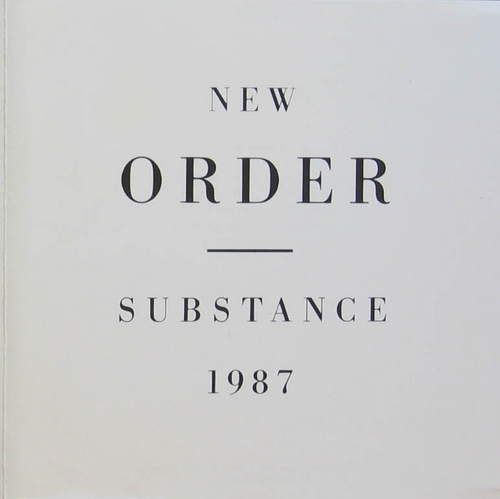 NEW
ORDER
SUBSTANCE
1987